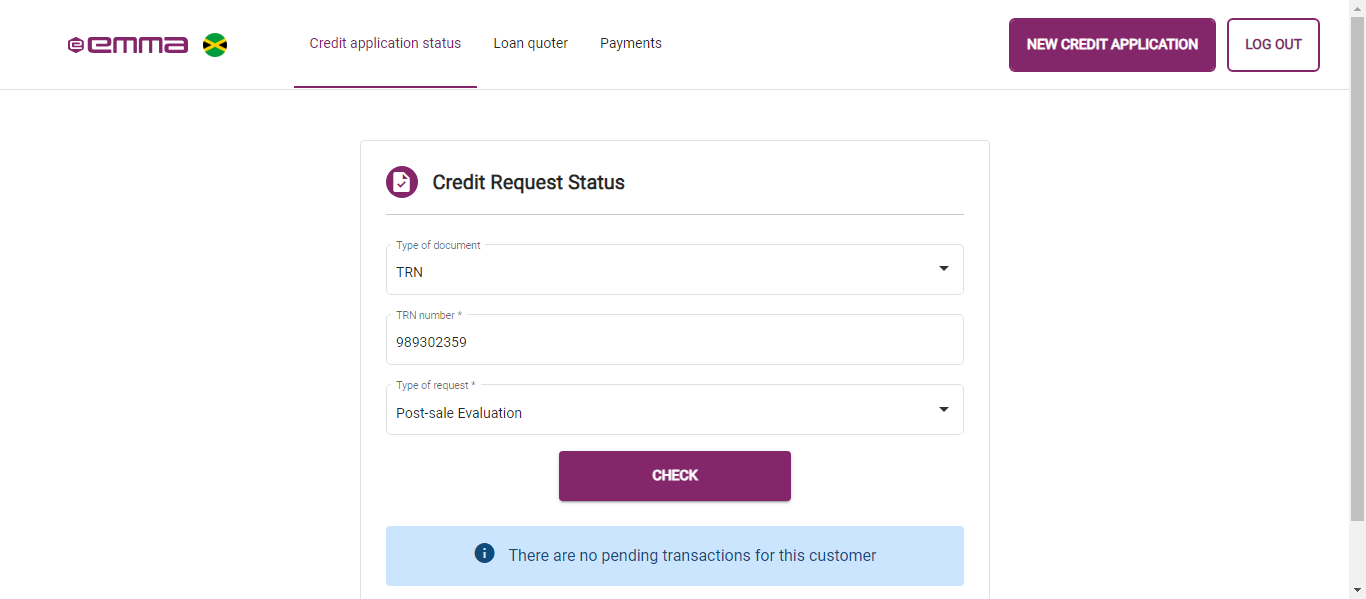 emma
Credit application status
Loan quoter
Payments
NEW CREDIT APPLICATION
LOG OUT
Credit Request Status
Type of document
TRN
TRN number *
989302359
Type of request *
Post-sale Evaluation
CHECK
There are no pending transactions for this customer